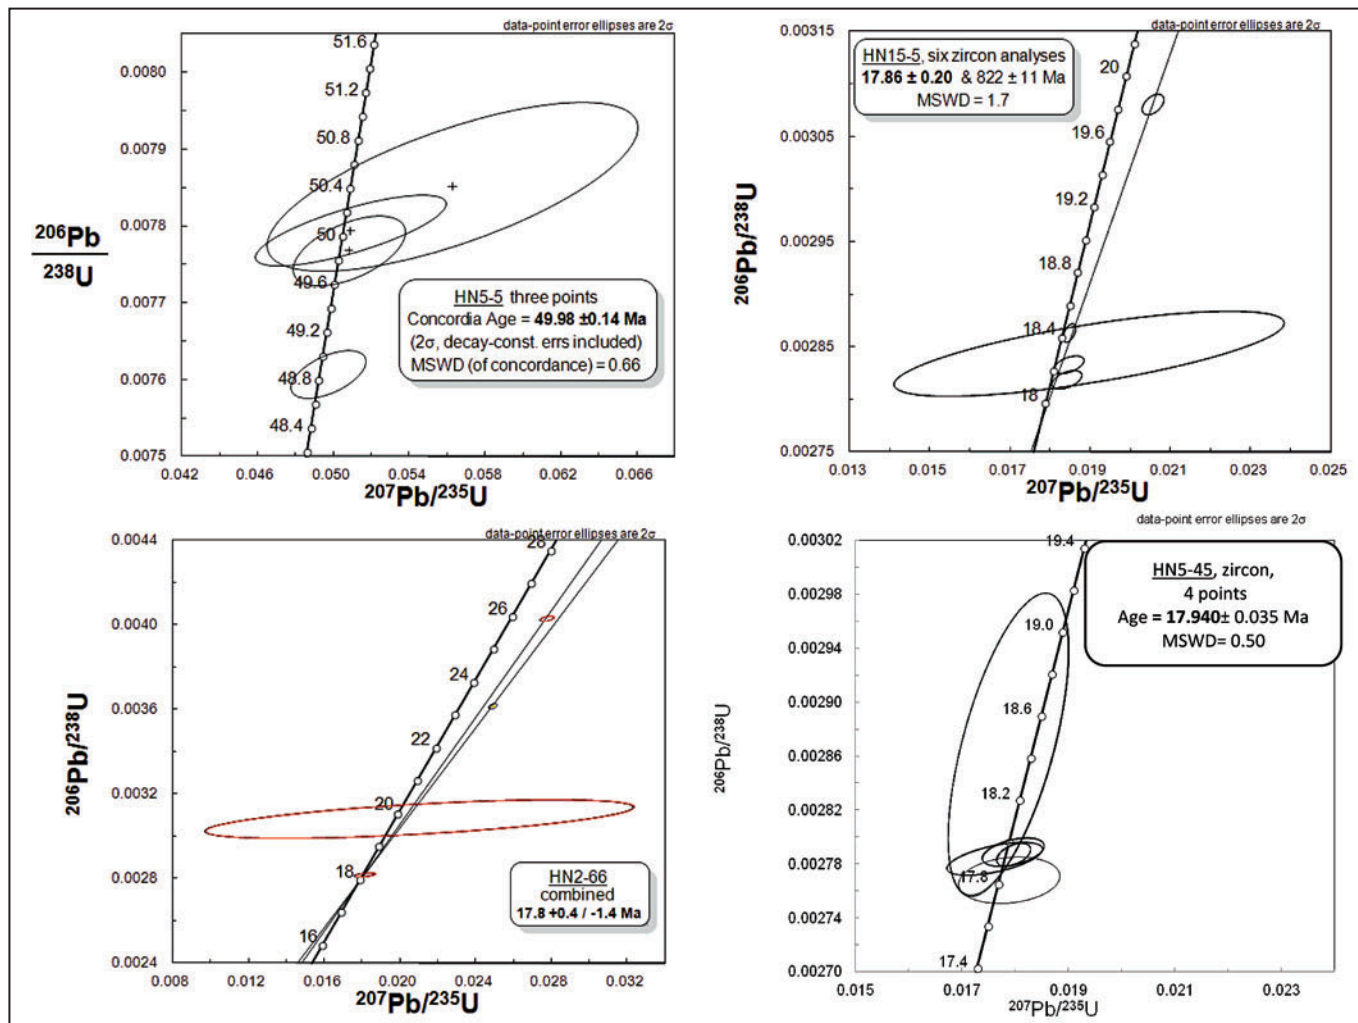 data-point error ellipses are 2σ
0.0080
0.0079
0.0078
0.0077
0.0076
0.0075
206Pb
238U
51.6
51.2
50.8
50.4
50
49.6
49.2
48.8
48.4
HN5-5 three points
Concordia Age = 49.98 ±0.14 Ma
(2σ, decay-const. errs included)
MSWD (of concordance) = 0.66
0.042 0.046 0.050 0.054 0.058 0.062 0.066
207Pb/235U
data-point error ellipses are 2σ
0.00315
0.00305
0.00295
0.00285
0.00275
206Pb/238U
HN15-5, six zircon analyses
17.86 ± 0.20 & 822 ± 11 Ma
MSWD = 1.7
20
19.6
19.2
18.8
18.4
18
0.013 0.015 0.017 0.019 0.021 0.023 0.025
207Pb/235U
data-point error ellipses are 2σ
0.0044
0.0040
0.0036
0.0032
0.0028
0.0024
206Pb/238U
28
26
24
22
20
18
16
HN2-66
combined
17.8 +0.4 / -1.4 Ma
0.008 0.012 0.016 0.020 0.024 0.028 0.032
207Pb/235U
data-point error ellipses are 2σ
0.00302
0.00298
0.00294
0.00290
0.00286
0.00282
0.00278
0.00274
0.00270
206Pb/238U
19.4
19.0
18.6
18.2
17.8
17.4
HN5-45, zircon,
4 points
Age = 17.940± 0.035 Ma
MSWD= 0.50
0.015 0.017 0.019 0.021 0.023
207Pb/235U